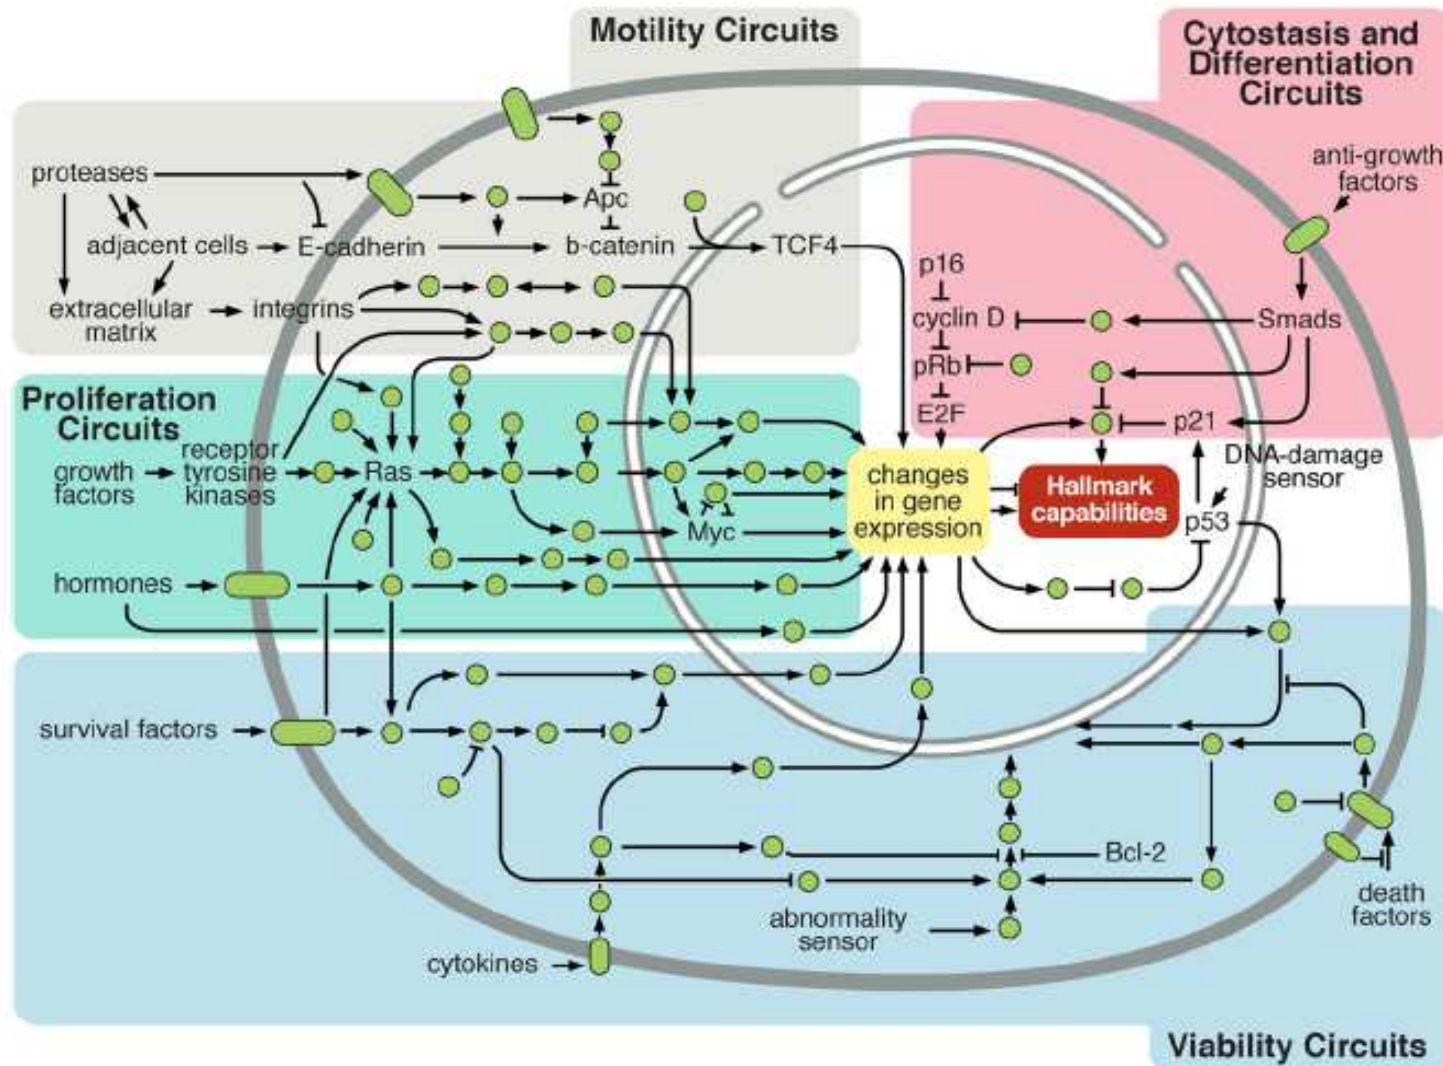 Motility Circuits
Cytostasis and
Differentiation
Circuits
proteases
Apc
anti-growth
factors
adjacent cells
E-cadherin
b-catenin
TCF4
p16
extracellular
matrix
integrins
cyclin D
Smads
pRb
E2F
p21
Proliferation
Circuits
growth
factors
receptor
tyrosine
kinases
Ras
Myc
changes
in gene
expression
Hallmark
capabilities
DNA-damage
sensor
p53
hormones
survival factors
Bcl-2
abnormality
sensor
death
factors
cytokines
Viability Circuits